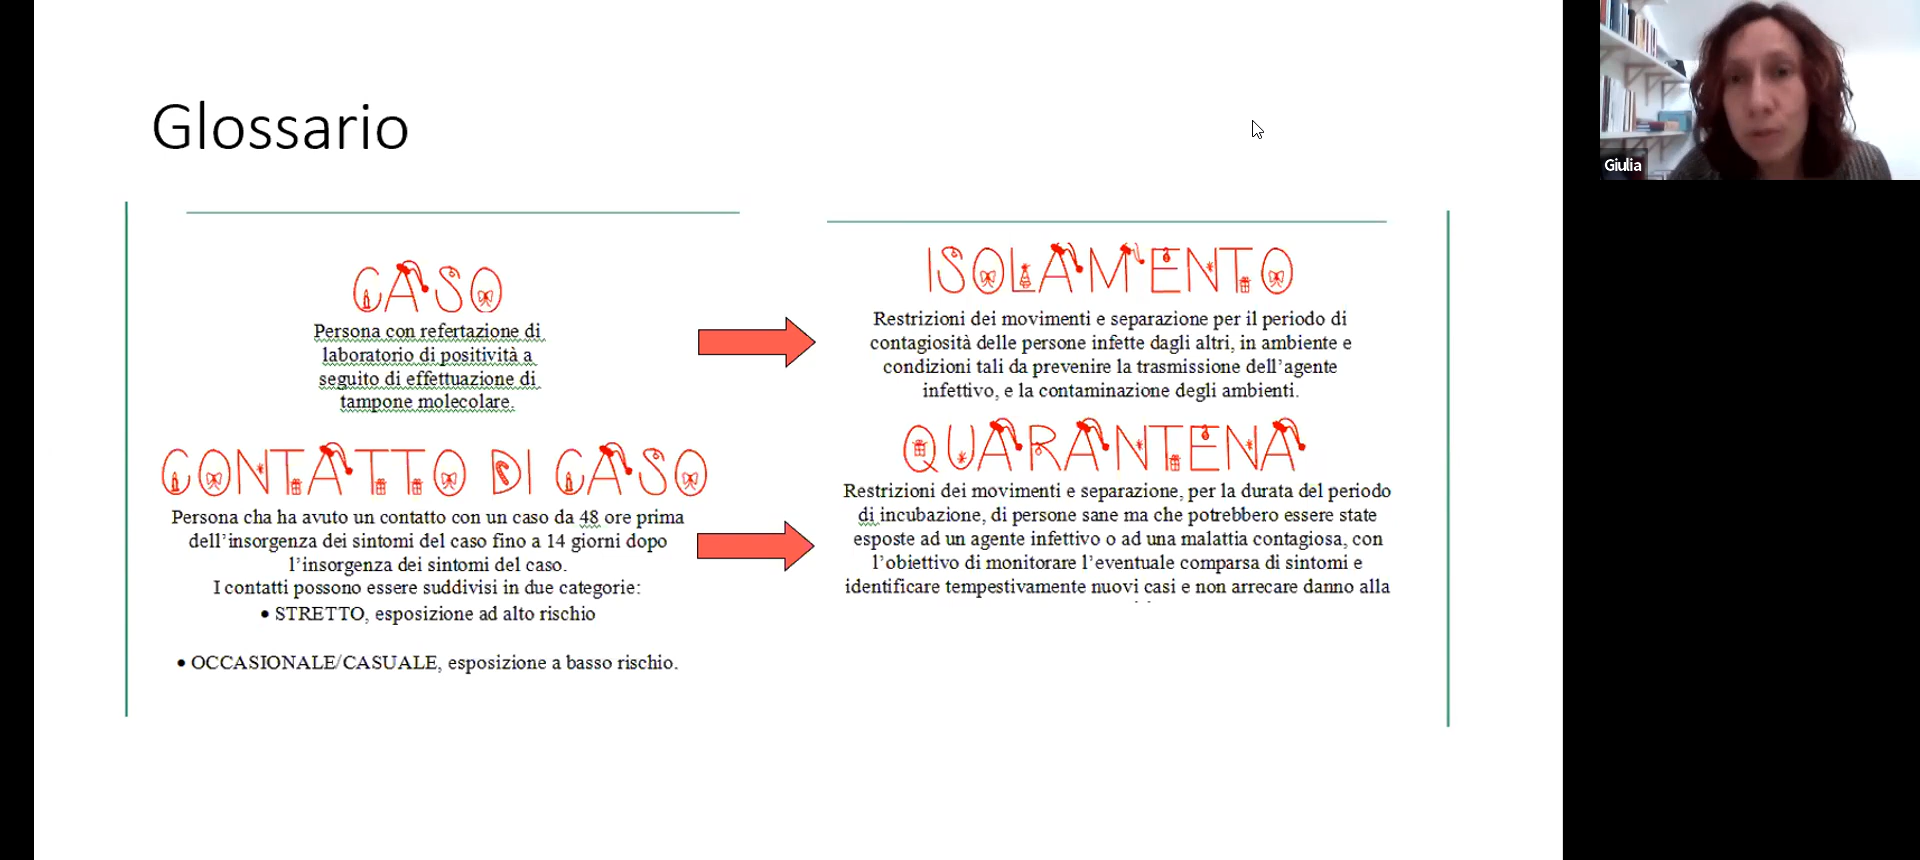 Glossario
CASO
Persona con refertazione di
laboratorio di positività a
seguito di effettuazione di
tampone molecolare.
CONTATTO DI CASO
Persona cha ha avuto un contatto con un caso da 48 ore prima
dell’insorgenza dei sintomi del caso fino a 14 giorni dopo
l’insorgenza dei sintomi del caso.
I contatti possono essere suddivisi in due categorie:
• STRETTO, esposizione ad alto rischio
• OCCASIONALE/CASUALE, esposizione a basso rischio.
ISOLAMENTO
Restrizioni dei movimenti e separazione per il periodo di
contagiosità delle persone infette dagli altri, in ambiente e
condizioni tali da prevenire la trasmissione dell’agente
infettivo, e la contaminazione degli ambienti.
QUARANTENA
Restrizioni dei movimenti e separazione, per la durata del periodo
di incubazione, di persone sane ma che potrebbero essere state
esposte ad un agente infettivo o ad una malattia contagiosa, con
l’obiettivo di monitorare l’eventuale comparsa di sintomi e
identificare tempestivamente nuovi casi e non arrecare danno alla
Giulia